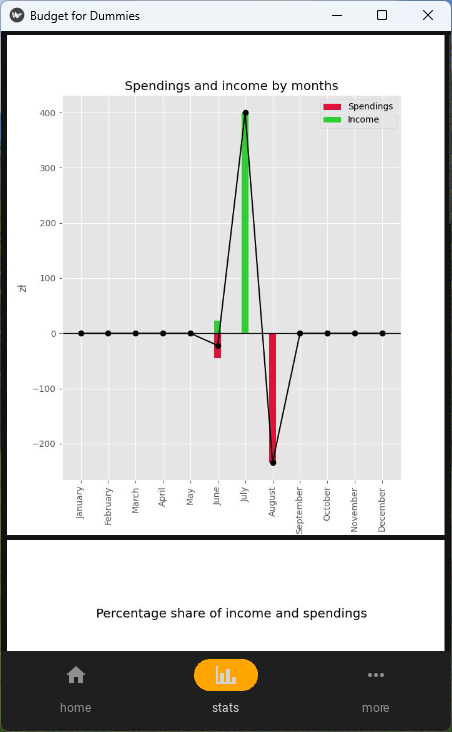 Budget for Dummies
Spendings and income by months
Spendings
Income
400
300
200
100
0
−100
−200
zł
January
February
March
April
May
June
July
August
September
October
November
December
Percentage share of income and spendings
home
stats
more